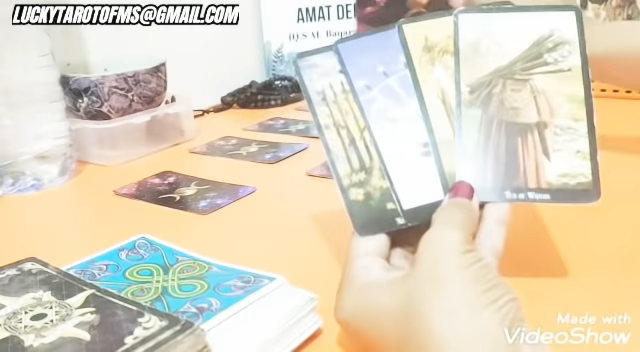 LUCKYTAROTOFMS@GMAIL.COM
AMAT DE
Ten of Wands
Made with
VideoShow